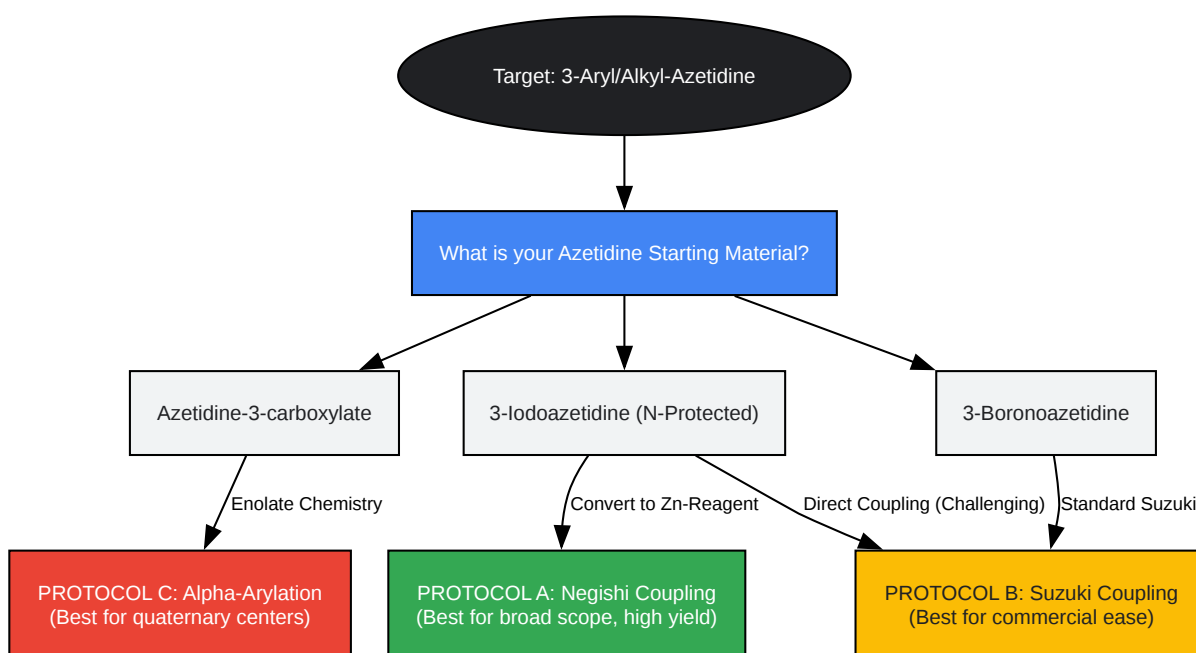 Target: 3-Aryl/Alkyl-Azetidine
What is your Azetidine Starting Material?
Azetidine-3-carboxylate
3-Iodoazetidine (N-Protected)
3-Boronoazetidine
Enolate Chemistry
Convert to Zn-Reagent
Direct Coupling (Challenging)
Standard Suzuki
PROTOCOL C: Alpha-Arylation
(Best for quaternary centers)
PROTOCOL A: Negishi Coupling
(Best for broad scope, high yield)
PROTOCOL B: Suzuki Coupling
(Best for commercial ease)